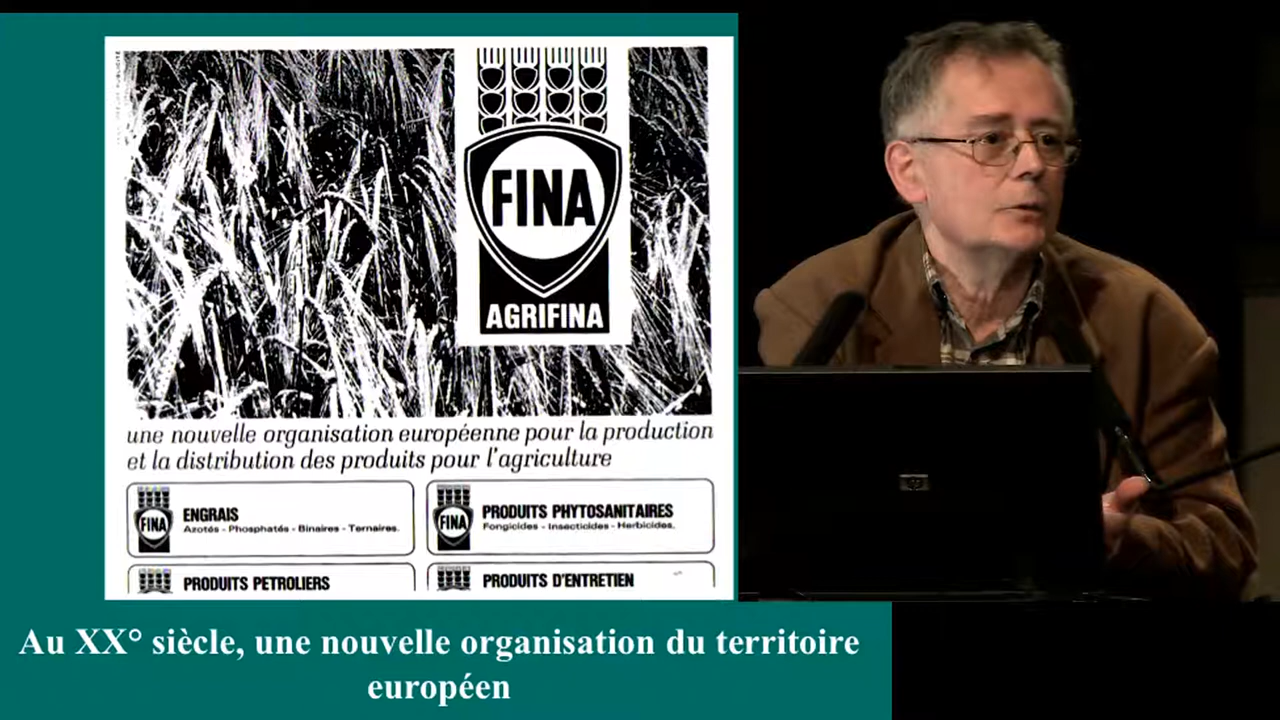 FINA
AGRIFINA
une nouvelle organisation européenne pour la production
et la distribution des produits pour l'agriculture
FINA
ENGRAIS
Azotés - Phosphatés - Binaires - Ternaires.
FINA
PRODUITS PHYTOSANITAIRES
Fongicides - Insecticides - Herbicides.
PRODUITS PETROLIERS
PRODUITS D'ENTRETIEN
Au XX° siècle, une nouvelle organisation du territoire
européen
hp